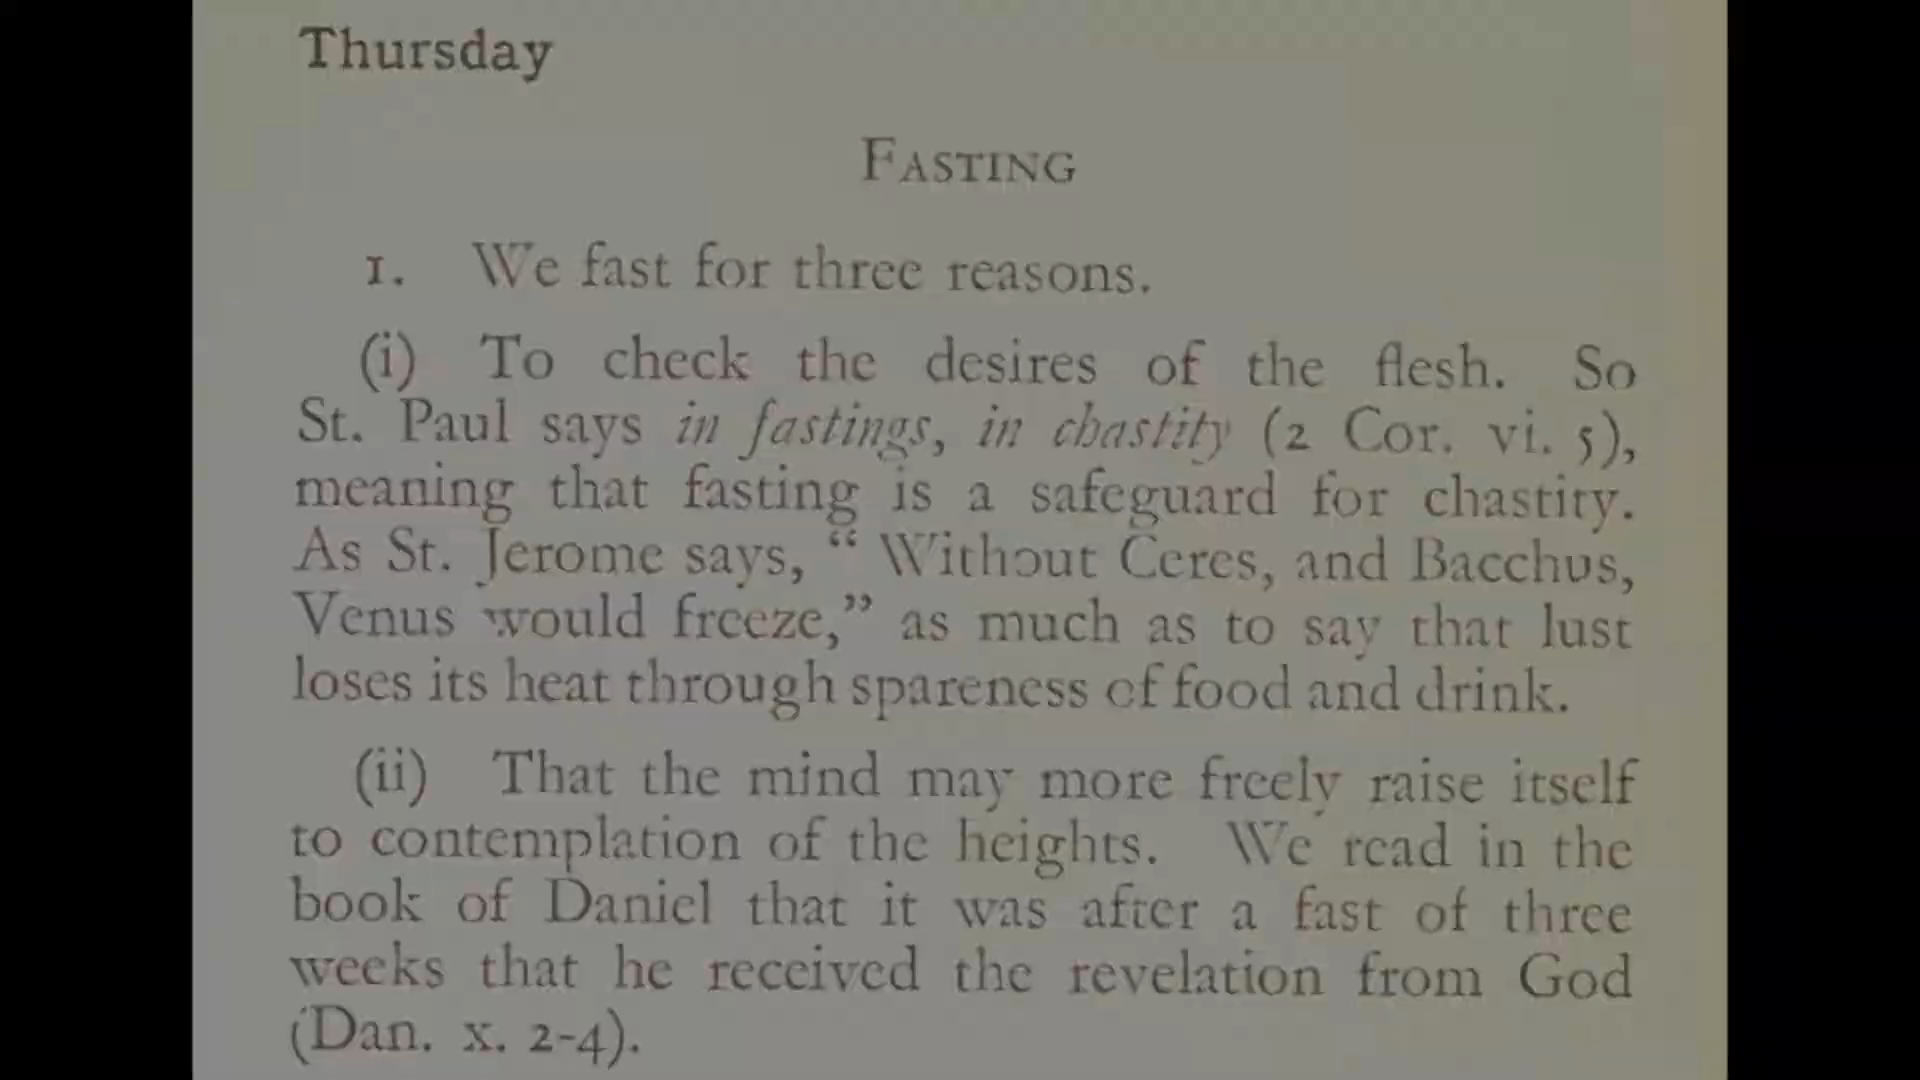 Thursday
FASTING
1. We fast for three reasons.
(i) To check the desires of the flesh. So
St. Paul says in fastings, in chastity (2 Cor. vi. 5),
meaning that fasting is a safeguard for chastity.
As St. Jerome says, “ Without Ceres, and Bacchus,
Venus would freeze,” as much as to say that lust
loses its heat through spareness of food and drink.
(ii) That the mind may more freely raise itself
to contemplation of the heights. We read in the
book of Daniel that it was after a fast of three
weeks that he received the revelation from God
(Dan. x. 2-4).